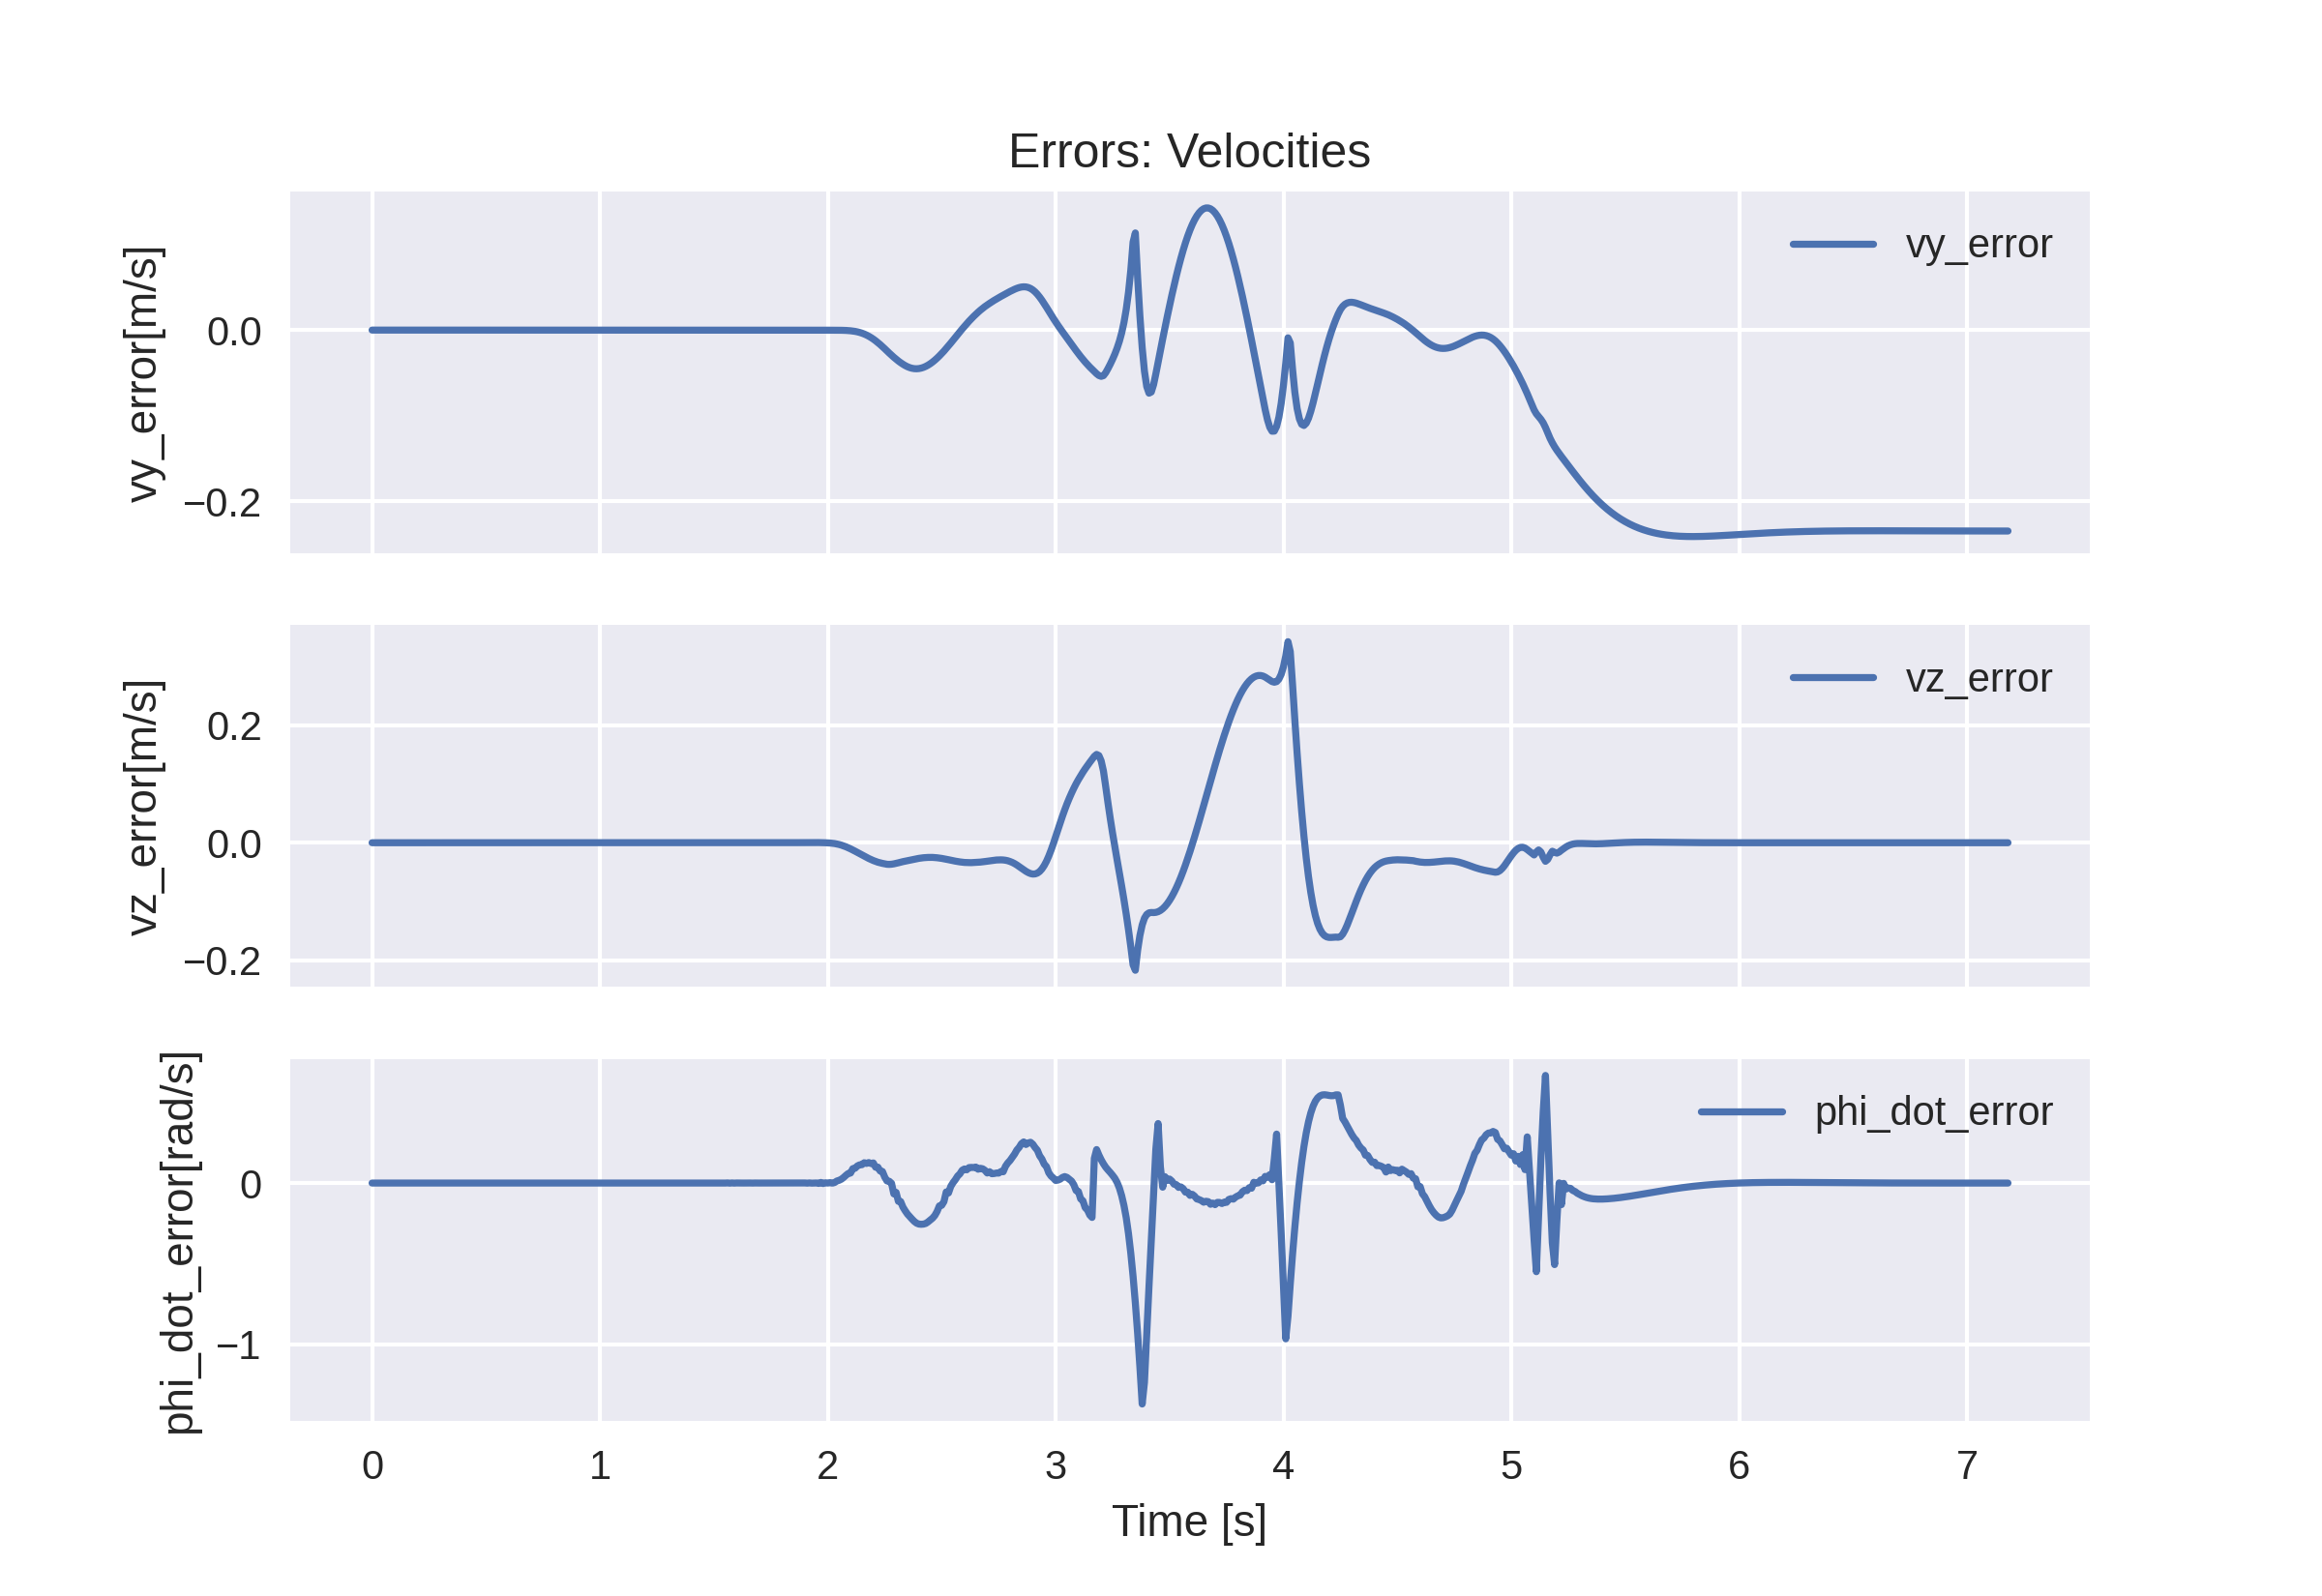 Errors: Velocities
vy_error[m/s]
0.0
−0.2
vy_error
vz_error[m/s]
0.2
0.0
−0.2
vz_error
phi_dot_error[rad/s]
0
−1
phi_dot_error
0 1 2 3 4 5 6 7
Time [s]